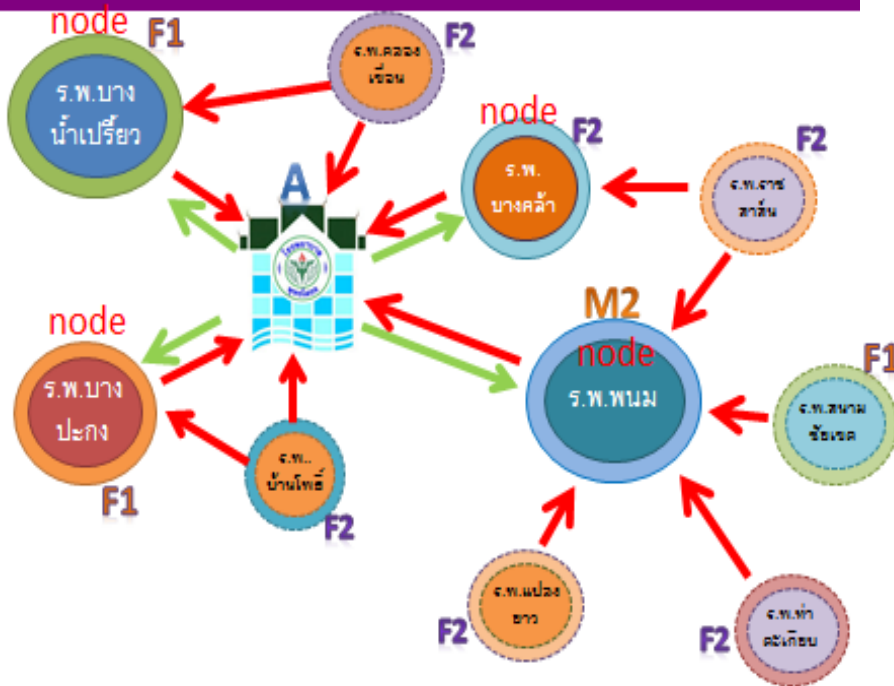 node
F1
ร.พ.บาง
น้ำเปรี้ยว
ร.พ.คลอง
เขื่อน
F2
node
F2
ร.พ.
บางคล้า
F2
ร.พ.ราช
สาส์น
A
M2
node
ร.พ.พนม
node
ร.พ.บาง
ปะกง
F1
ร.พ..
บ้านโพธิ์
F2
F1
ร.พ.สนาม
ชัยเขต
ร.พ.แปลง
ยาว
F2
ร.พ.ท่า
ตะเกียบ
F2